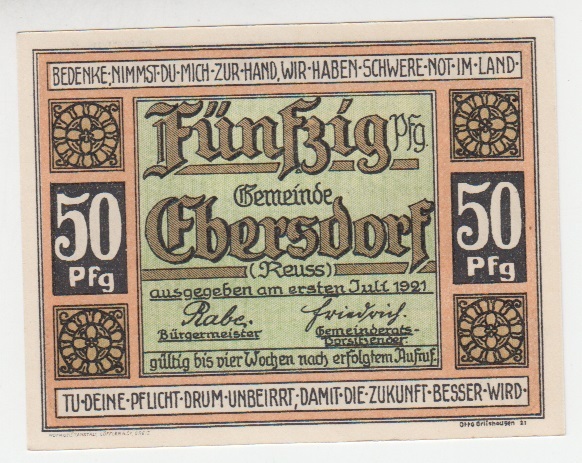 BEDENKE, NIMMST·DU·MICH·ZUR·HAND, WIR·HABEN·SCHWERE·NOT·IM·LAND·
Fünfzig Pfg.
Gemeinde
Ebersdorf
(Reuss)
50 Pfg
50 Pfg
ausgegeben am ersten Juli 1921
Rabe. Friedrich.
Bürgermeister Gemeinderats-
Vorsitzender.
gültig bis vier Wochen nach erfolgtem Aufruf.
TU·DEINE·PFLICHT·DRUM·UNBEIRRT, DAMIT·DIE·ZUKUNFT·BESSER·WIRD·
Otto Grilshausen 21